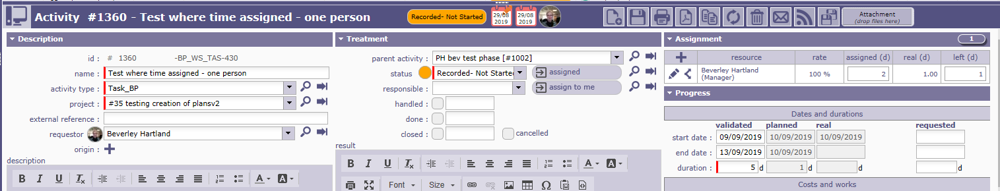 Activity #1360 - Test where time assigned - one person
Recorded- Not Started
29/08 2019
29/08 2019
Attachment
(drop files here)
Description
id : # 1360 -BP_WS_TAS-430
name : Test where time assigned - one person
activity type : Task_BP
project : #35 testing creation of plansv2
external reference :
requestor Beverley Hartland
origin :
description
B I U Tx A A
Treatment
parent activity : PH bev test phase [#1002]
status Recorded- Not Starte assigned
responsible : assign to me
handled :
done :
closed : cancelled
result
B I U Tx A A
Font Size Ω
Assignment 1
resource rate assigned (d) real (d) left (d)
Beverley Hartland (Manager) 100 % 2 1.00 1
Progress
Dates and durations
validated planned real requested
start date : 09/09/2019 10/09/2019 10/09/2019
end date : 13/09/2019 10/09/2019
duration : 5 d 1 d d d
Costs and works